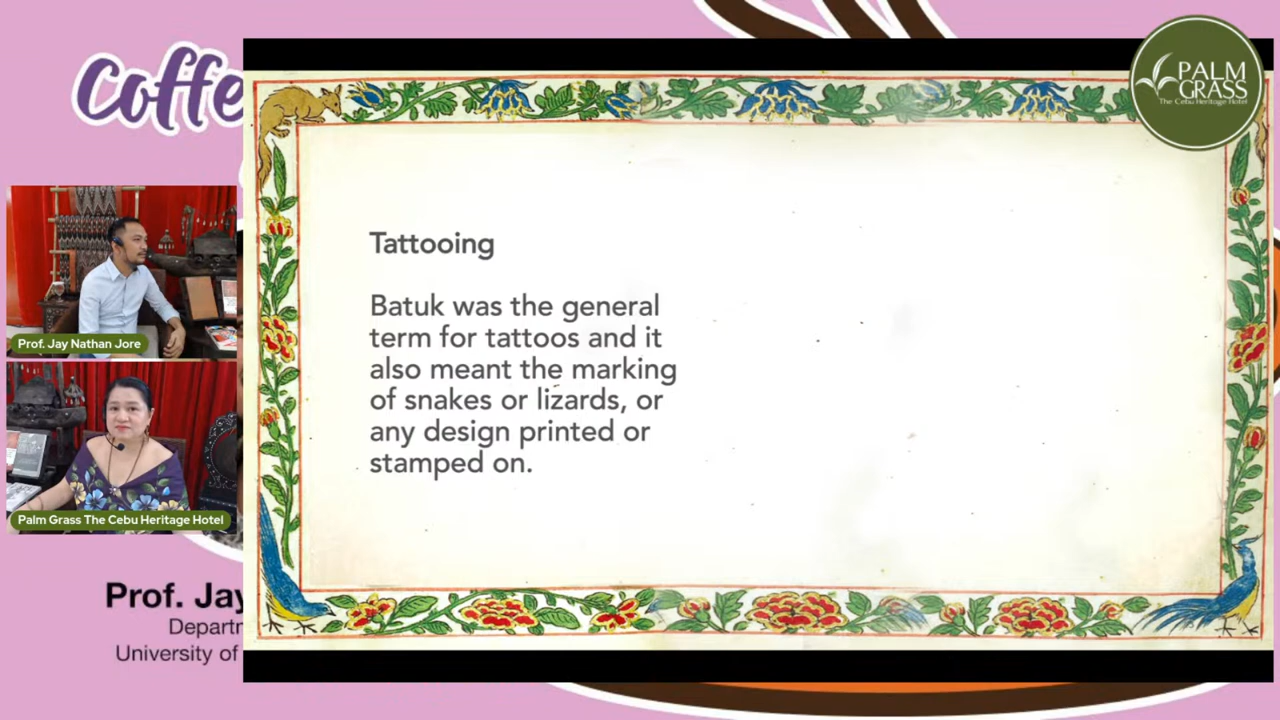 Coffe
PALM
GRASS
The Cebu Heritage Hotel
Tattooing
Batuk was the general
term for tattoos and it
also meant the marking
of snakes or lizards, or
any design printed or
stamped on.
Prof. Jay Nathan Jore
Palm Grass The Cebu Heritage Hotel
Prof. Jay
Departm
University of